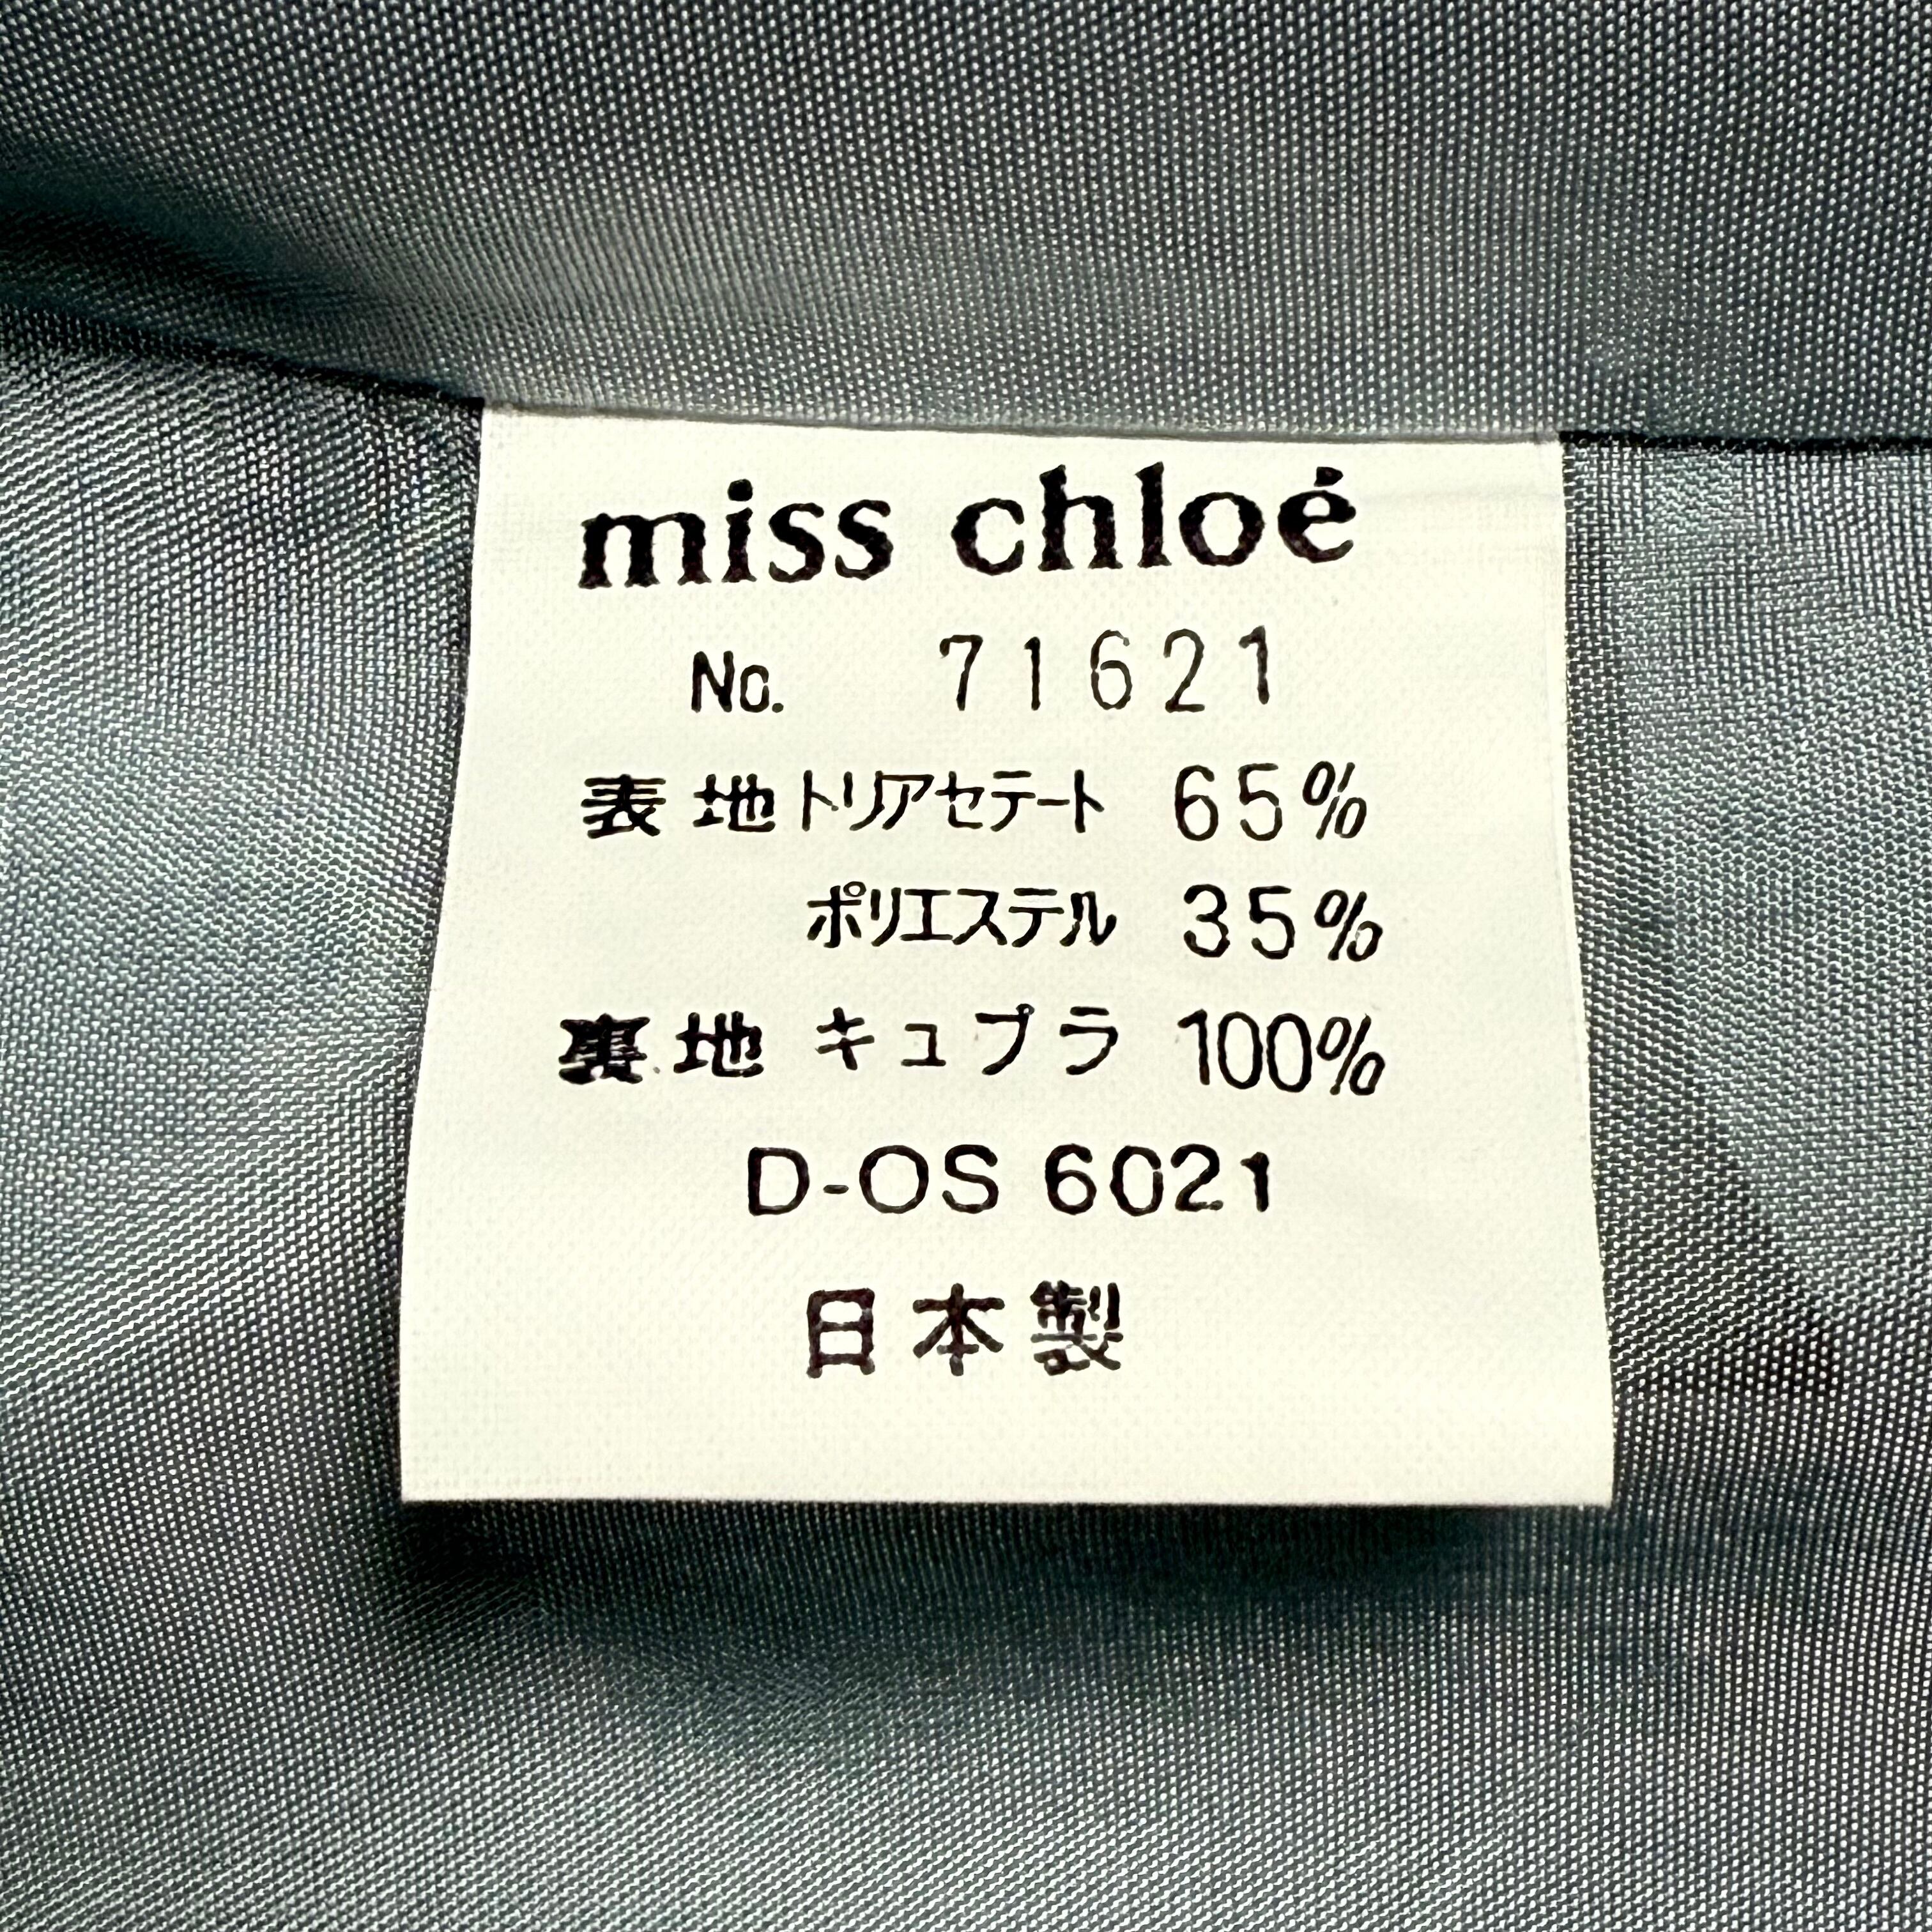 miss chloé
No. 71621
表地 トリアセテート 65%
ポリエステル 35%
裏地 キュプラ 100%
D-OS 6021
日本製